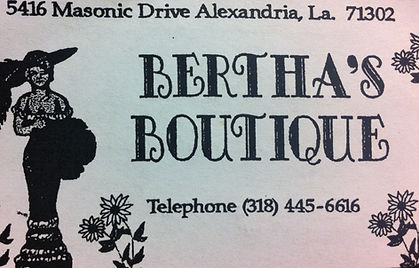 5416 Masonic Drive Alexandria, La. 71302
BERTHA'S
BOUTIQUE
Telephone (318) 445-6616